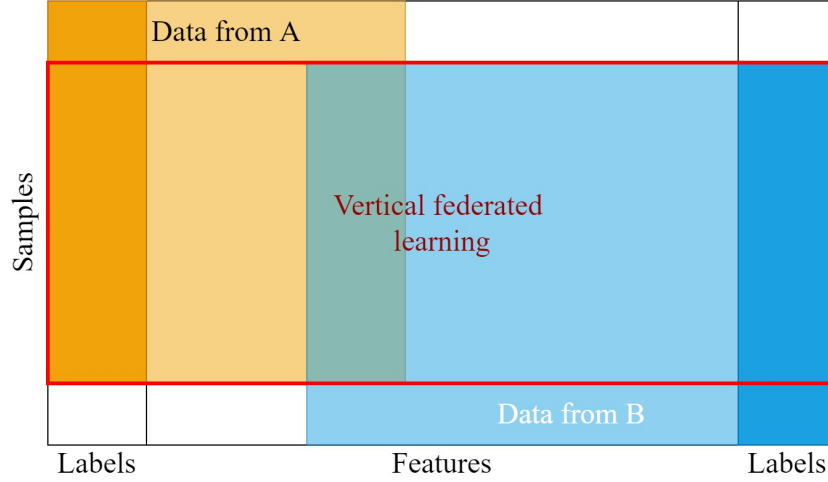 Data from A
Samples
Vertical federated
learning
Data from B
Labels
Features
Labels